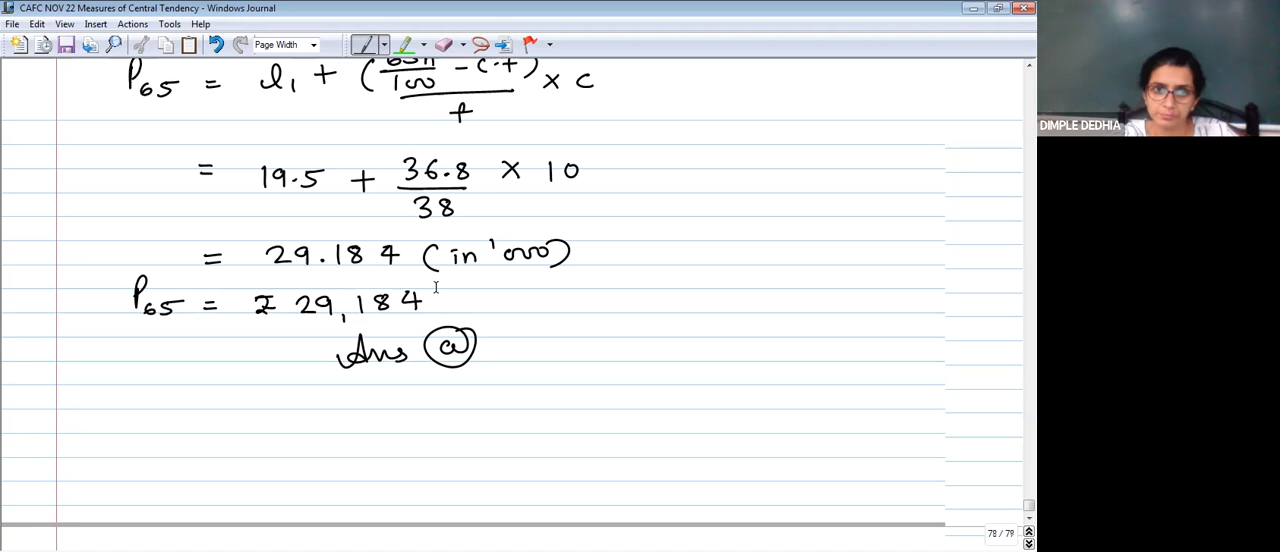 CAFC NOV 22 Measures of Central Tendency - Windows Journal
File Edit View Insert Actions Tools Help
Page Width
P65 = l1 + (65n/100 - c.f)/f × c
= 19.5 + 36.8/38 × 10
= 29.184 (in '000)
P65 = ₹ 29,184
Ans (a)
78 / 79
DIMPLE DEDHIA